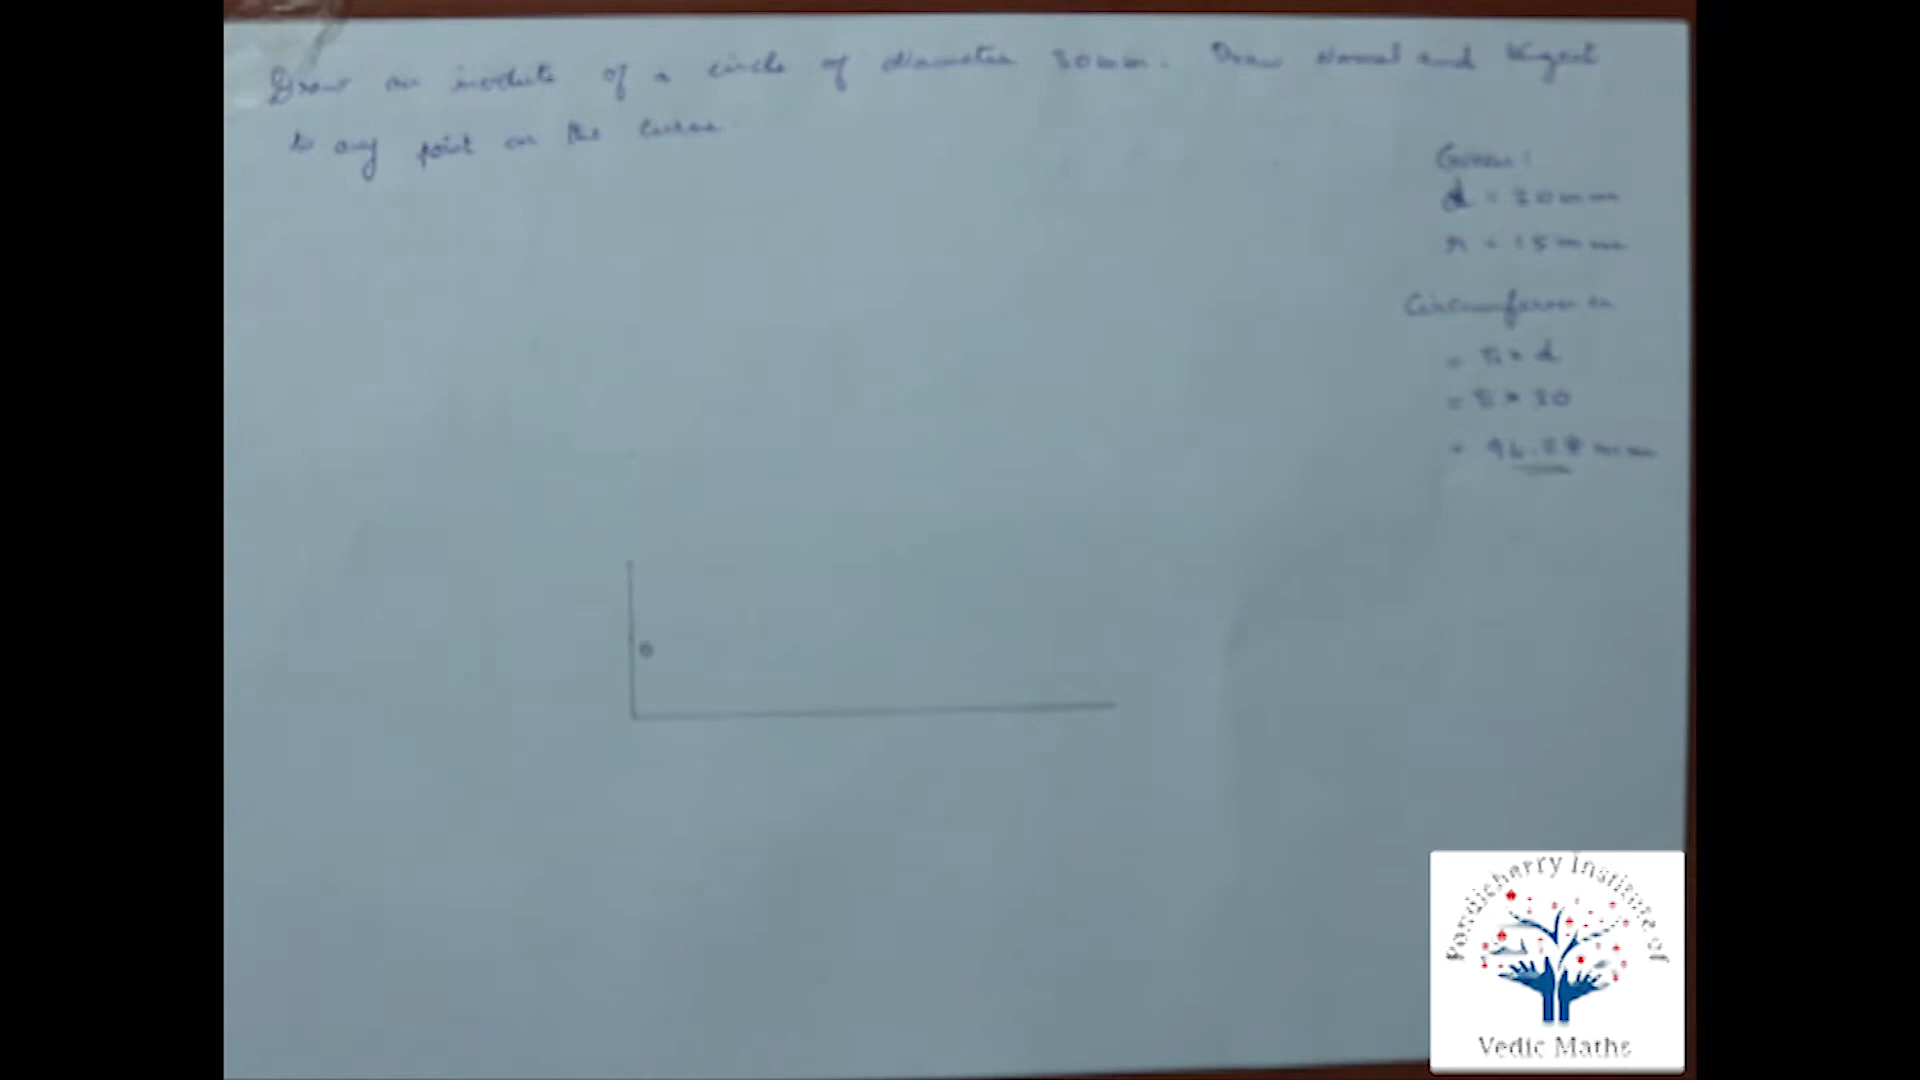 Draw an involute of a circle of diameter 30mm. Draw Normal and tangent
to any point on the curve.
Given:
d = 30mm
r = 15mm
Circumference
= π * d
= π * 30
= 94.28 mm
O
Pondicherry Institute of
Vedic Maths